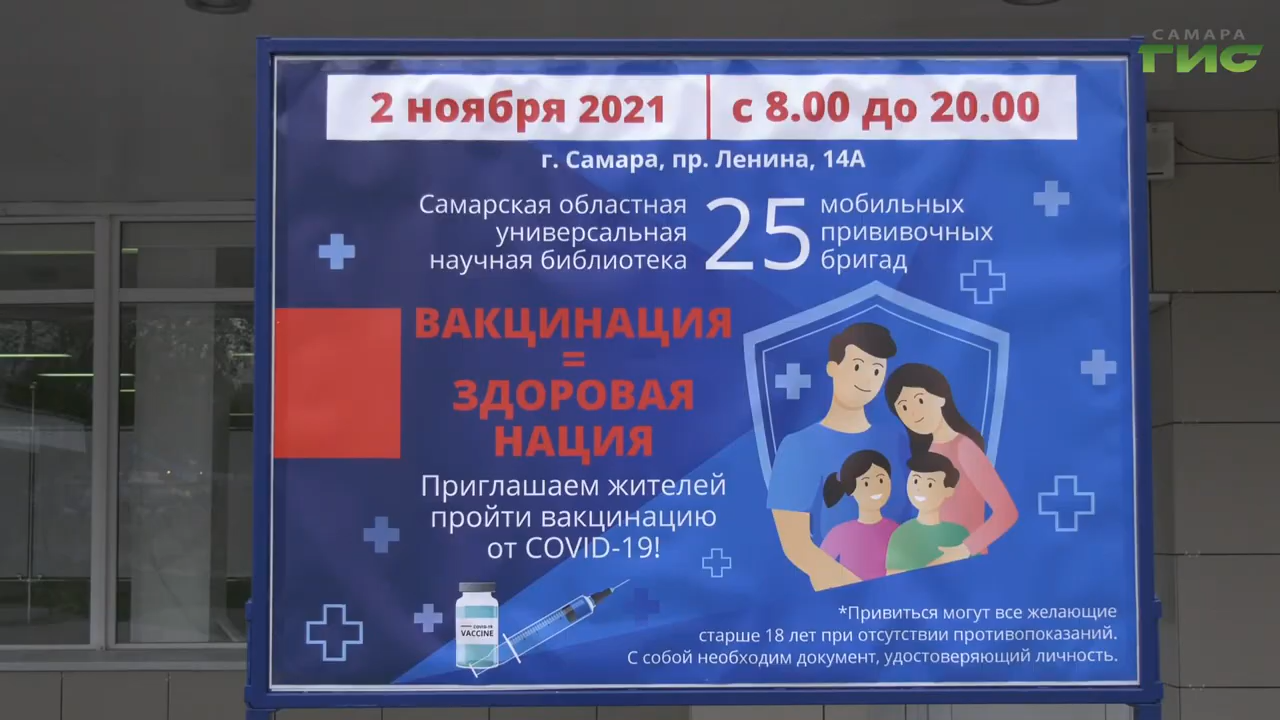 САМАРА
ГИС
2 ноября 2021 с 8.00 до 20.00
г. Самара, пр. Ленина, 14А
Самарская областная
универсальная
научная библиотека
25
мобильных
прививочных
бригад
ВАКЦИНАЦИЯ
=
ЗДОРОВАЯ
НАЦИЯ
Приглашаем жителей
пройти вакцинацию
от COVID-19!
COVID-19
VACCINE
*Привиться могут все желающие
старше 18 лет при отсутствии противопоказаний.
С собой необходим документ, удостоверяющий личность.